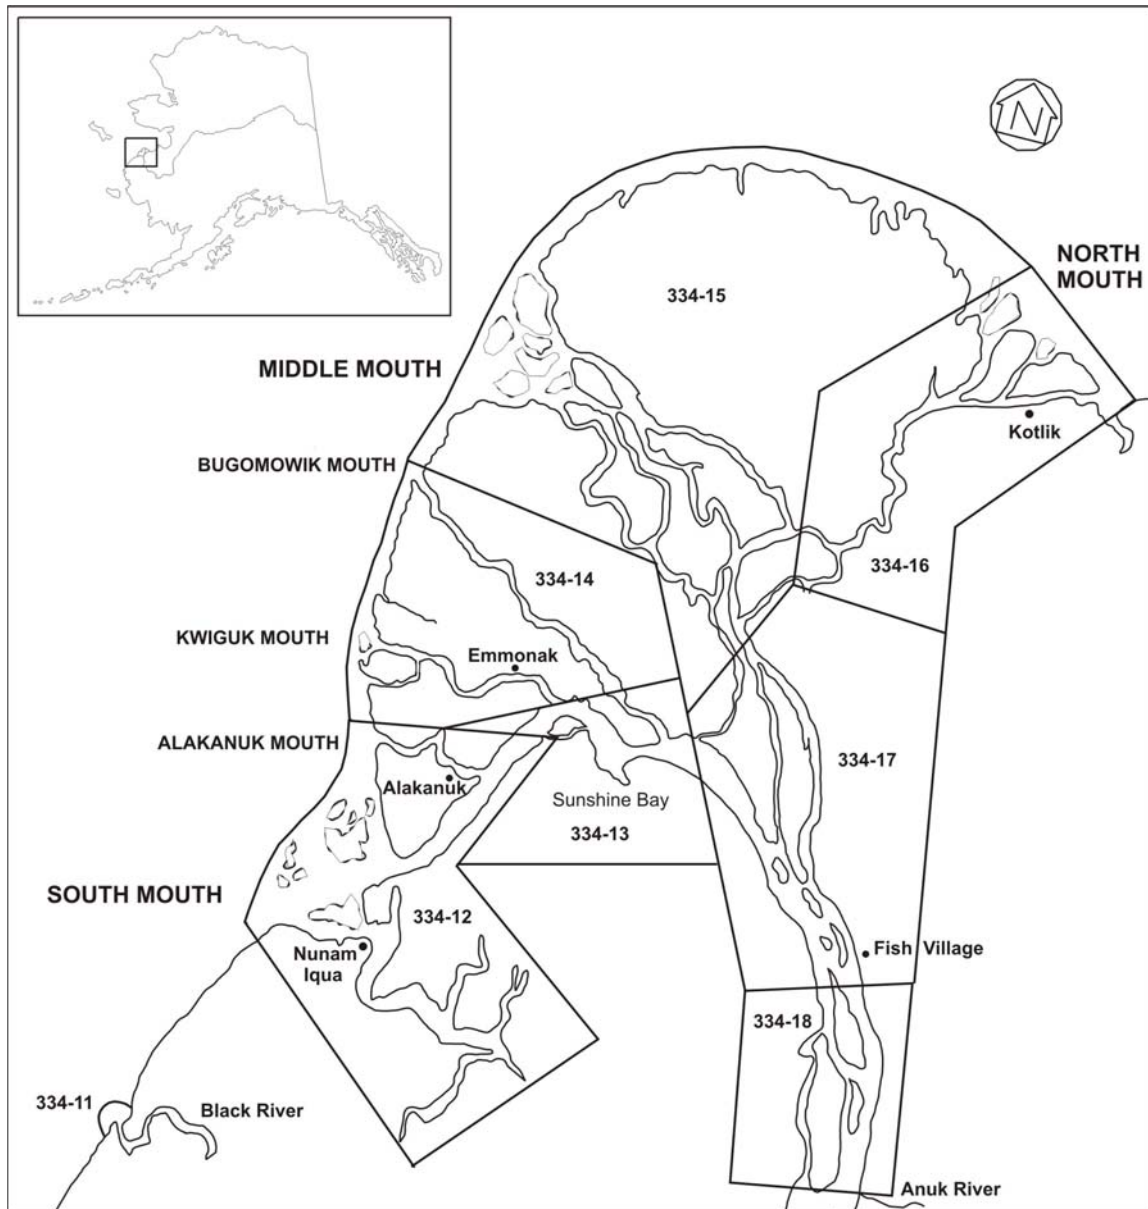 N
NORTH
MOUTH
334-15
MIDDLE MOUTH
Kotlik
BUGOMOWIK MOUTH
334-16
334-14
KWIGUK MOUTH
Emmonak
ALAKANUK MOUTH
334-17
Alakanuk
Sunshine Bay
334-13
SOUTH MOUTH
334-12
Nunam
Iqua
Fish Village
334-18
334-11
Black River
Anuk River